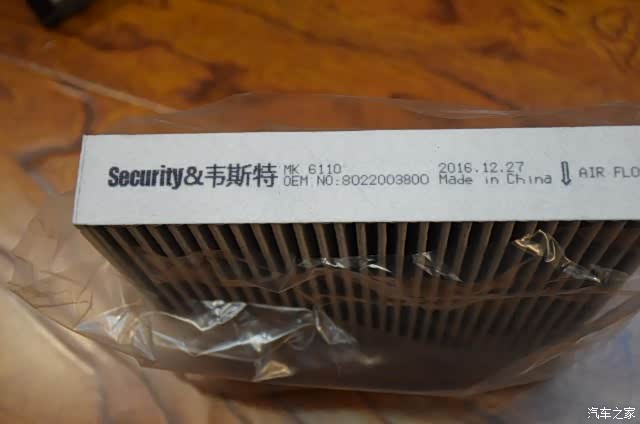 Security&韦斯特
MK 6110 2016.12.27
OEM NO:8022003800 Made in China AIR FLO
汽车之家